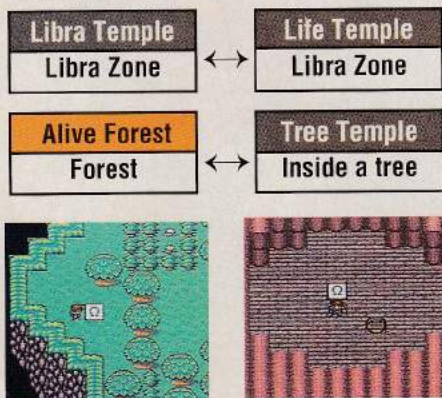 Libra Temple
Libra Zone
Life Temple
Libra Zone
Alive Forest
Forest
Tree Temple
Inside a tree
Ω
Ω